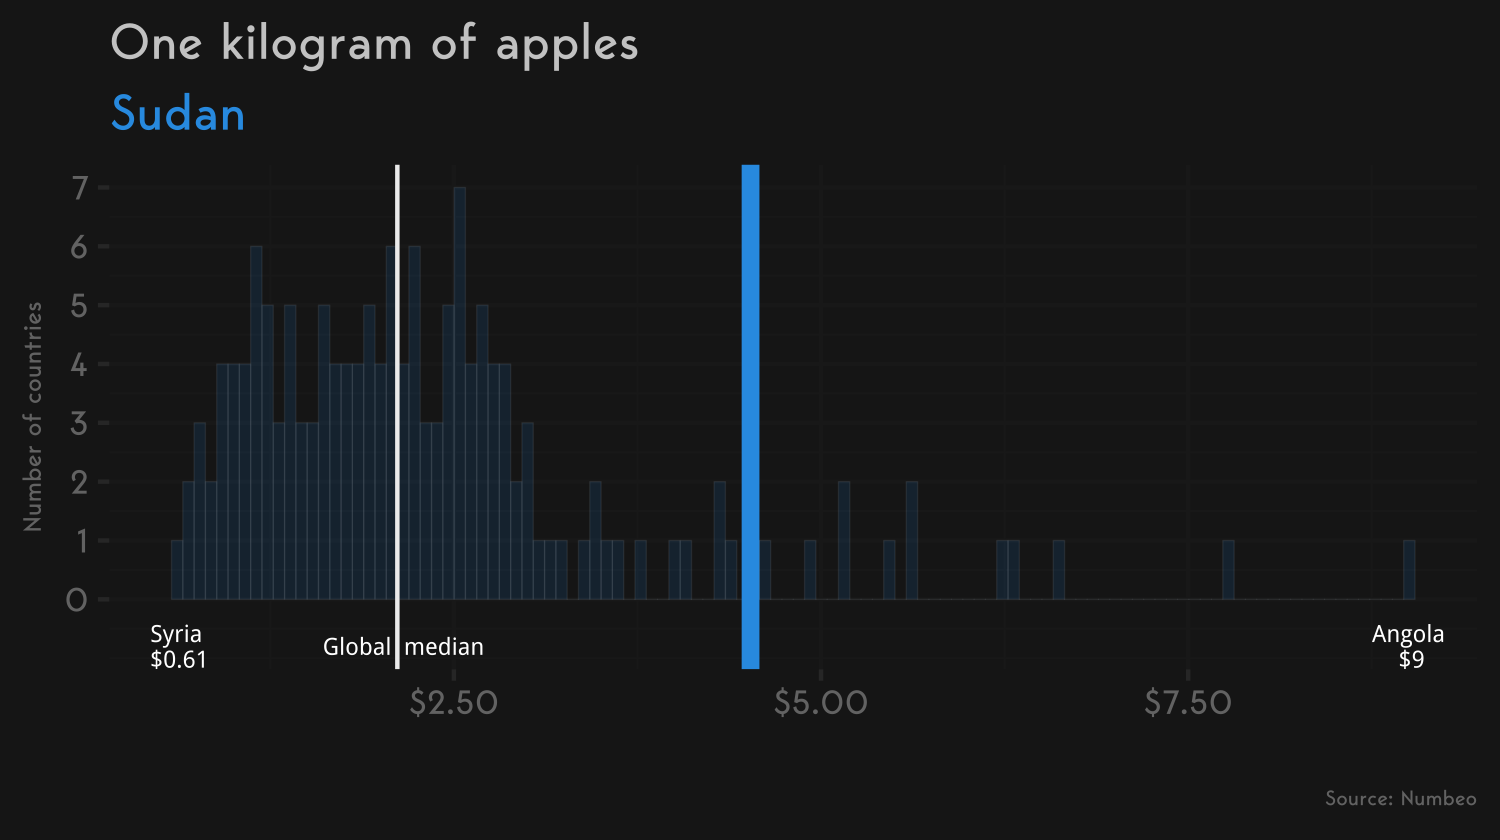 One kilogram of apples
Sudan
Number of countries
7
6
5
4
3
2
1
0
Syria
$0.61
Global median
Angola
$9
$2.50
$5.00
$7.50
Source: Numbeo